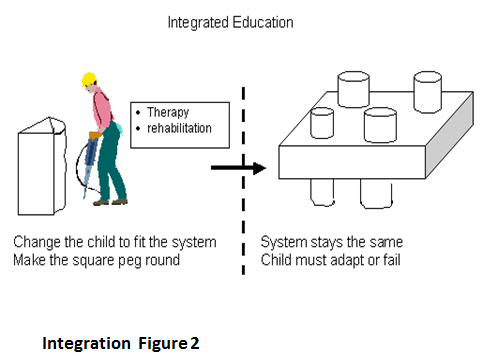 Integrated Education
• Therapy
• rehabilitation
Change the child to fit the system
Make the square peg round
System stays the same
Child must adapt or fail
Integration Figure 2